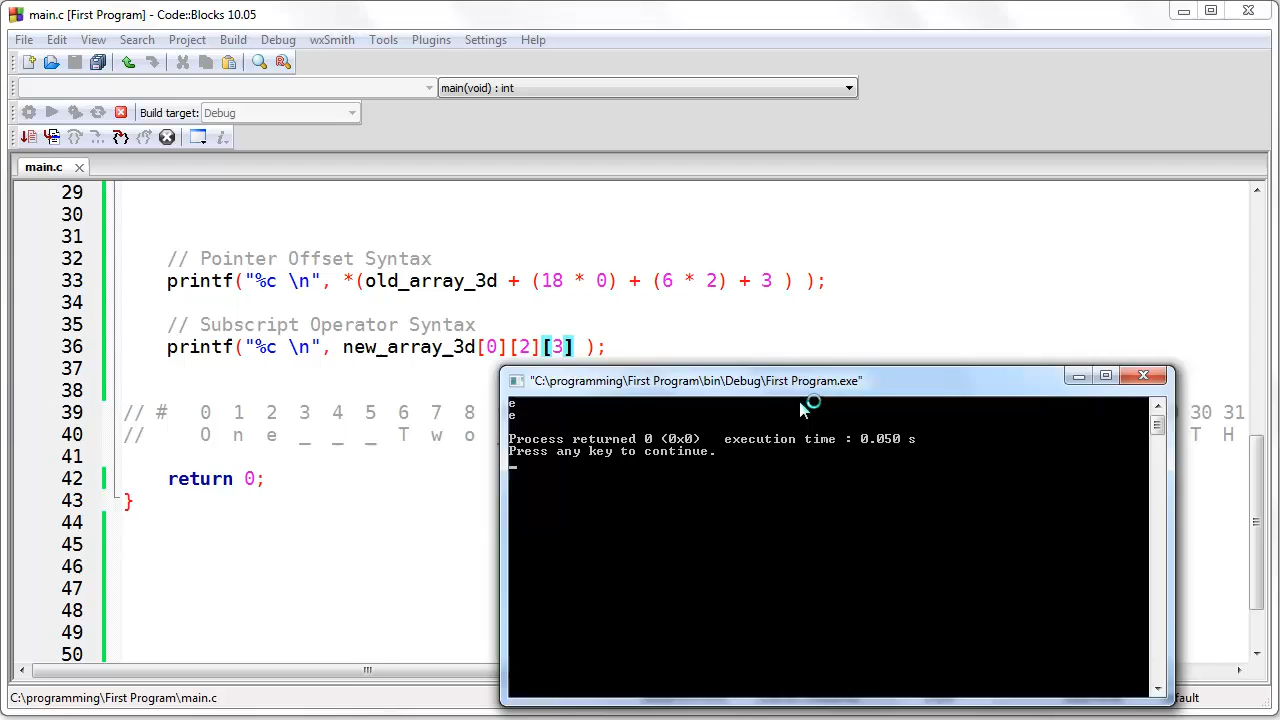 main.c [First Program] - Code::Blocks 10.05
File Edit View Search Project Build Debug wxSmith Tools Plugins Settings Help
main(void) : int
Build target: Debug
main.c
29
30
31
32 // Pointer Offset Syntax
33 printf("%c \n", *(old_array_3d + (18 * 0) + (6 * 2) + 3 ) );
34
35 // Subscript Operator Syntax
36 printf("%c \n", new_array_3d[0][2][3] );
37
38
39 // # 0 1 2 3 4 5 6 7 8 30 31
40 // O n e _ _ _ T w o T H
41
42 return 0;
43 }
44
45
46
47
48
49
50
"C:\programming\First Program\bin\Debug\First Program.exe"
e
e
Process returned 0 (0x0) execution time : 0.050 s
Press any key to continue.
C:\programming\First Program\main.c
fault